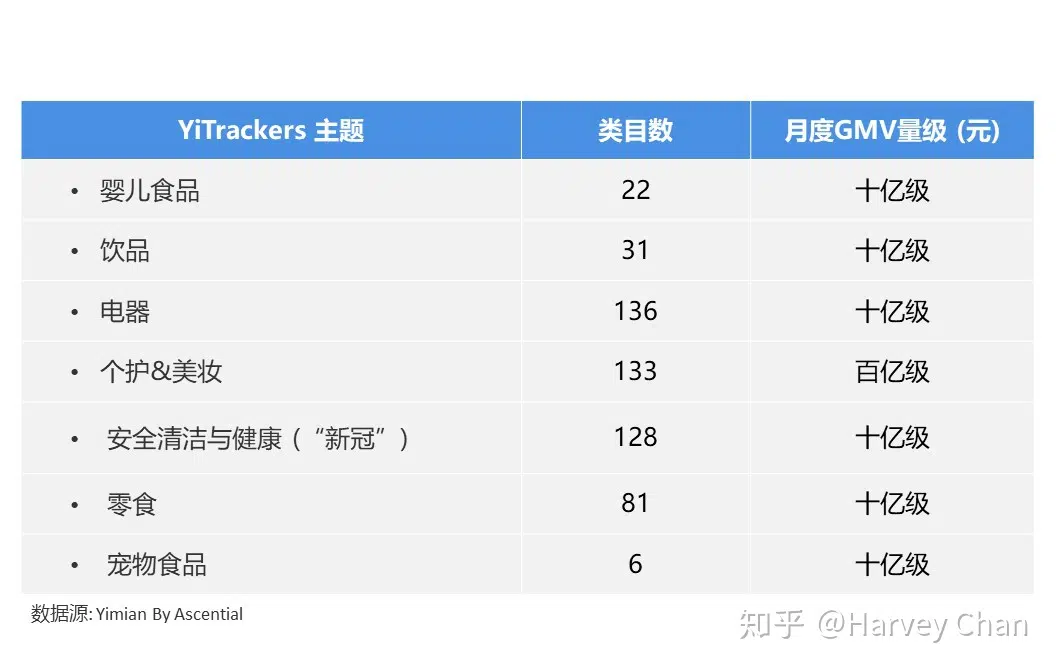 YiTrackers 主题 类目数 月度GMV量级 (元)
• 婴儿食品 22 十亿级
• 饮品 31 十亿级
• 电器 136 十亿级
• 个护&美妆 133 百亿级
• 安全清洁与健康 (“新冠”) 128 十亿级
• 零食 81 十亿级
• 宠物食品 6 十亿级
数据源: Yimian By Ascential
知乎 @Harvey Chan